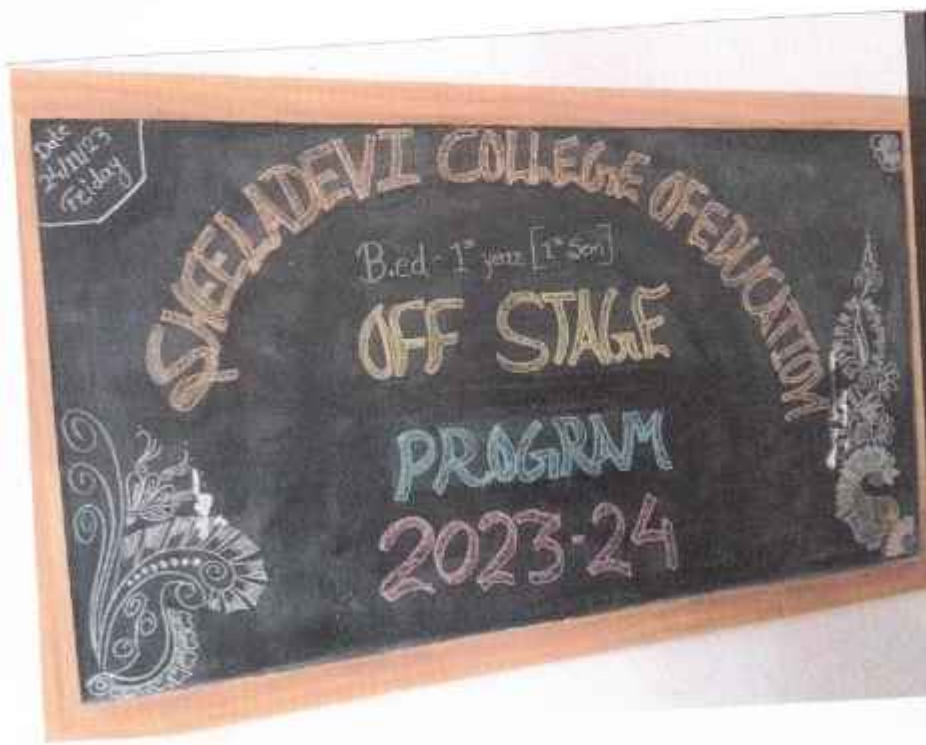 Date
24/11/23
Friday
SHEELADEVI COLLEGE OF EDUCATION
B.ed - 1st year [1st Sem]
OFF STAGE
PROGRAM
2023-24